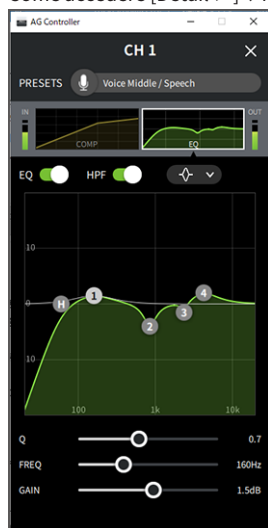 AG Controller
CH 1
PRESETS Voice Middle / Speech
IN OUT
COMP EQ
EQ HPF
10
0
10
H 1 2 3 4
100 1k 10k
Q 0.7
FREQ 160Hz
GAIN 1.5dB